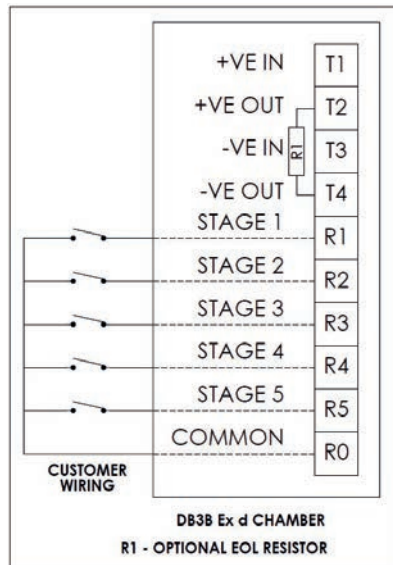 +VE IN T1
+VE OUT T2
-VE IN R1 T3
-VE OUT T4
STAGE 1 R1
STAGE 2 R2
STAGE 3 R3
STAGE 4 R4
STAGE 5 R5
COMMON R0
CUSTOMER
WIRING
DB3B Ex d CHAMBER
R1 - OPTIONAL EOL RESISTOR